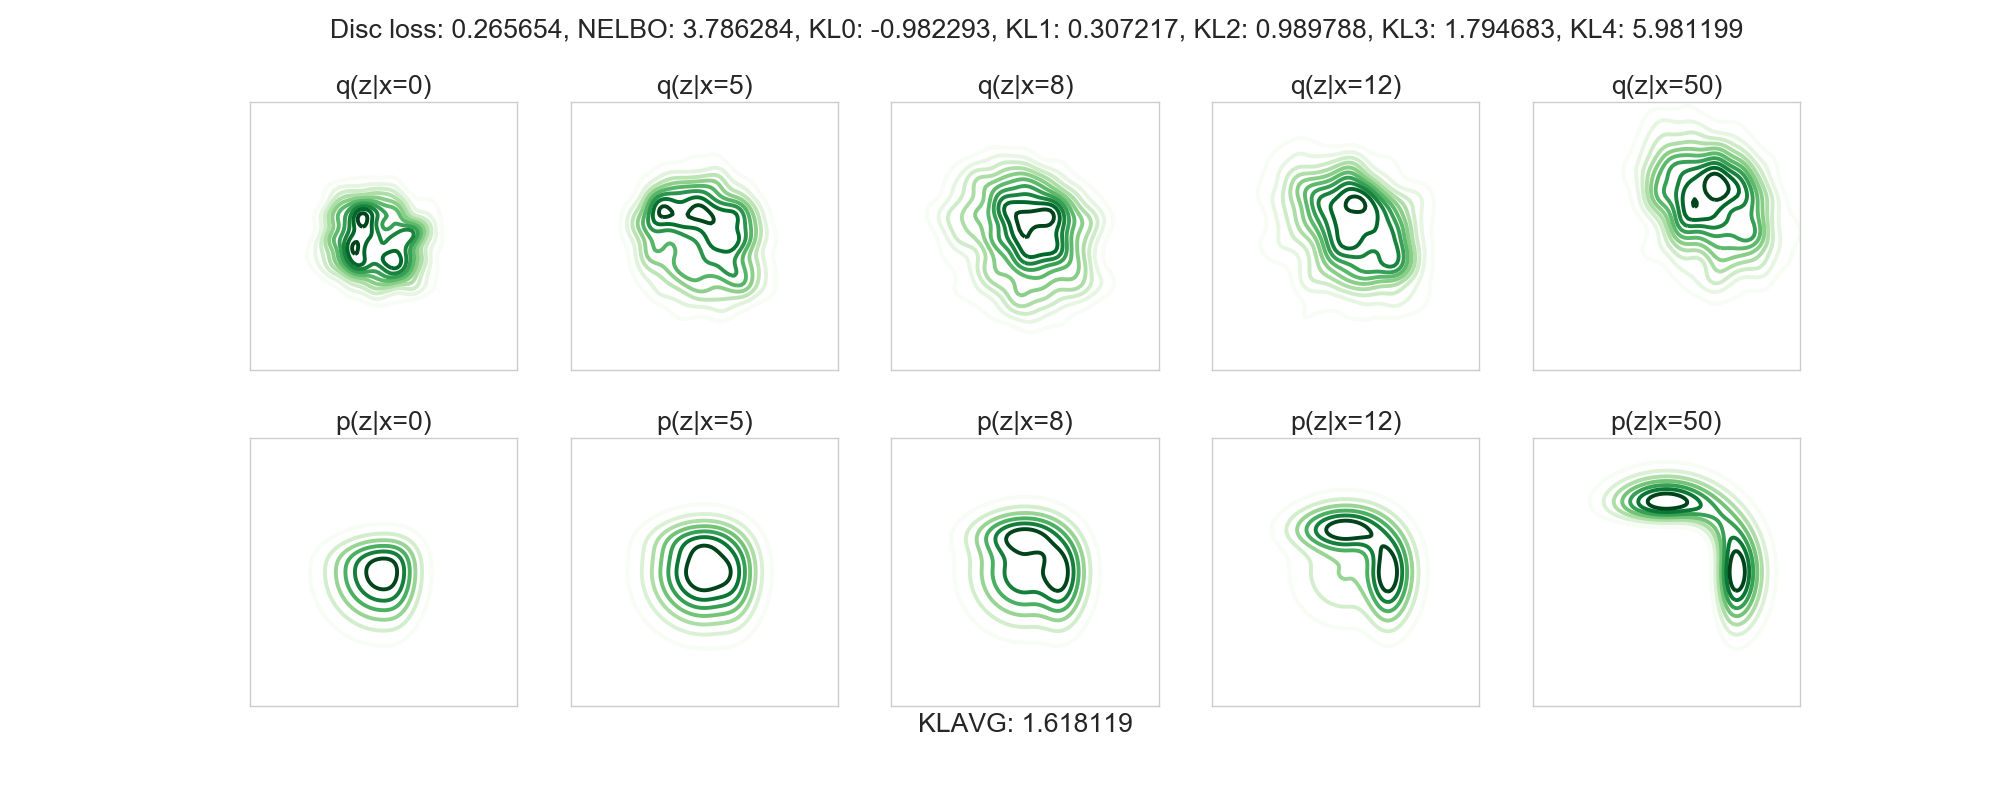 Disc loss: 0.265654, NELBO: 3.786284, KL0: -0.982293, KL1: 0.307217, KL2: 0.989788, KL3: 1.794683, KL4: 5.981199
q(z|x=0) q(z|x=5) q(z|x=8) q(z|x=12) q(z|x=50)
p(z|x=0) p(z|x=5) p(z|x=8) p(z|x=12) p(z|x=50)
KLAVG: 1.618119